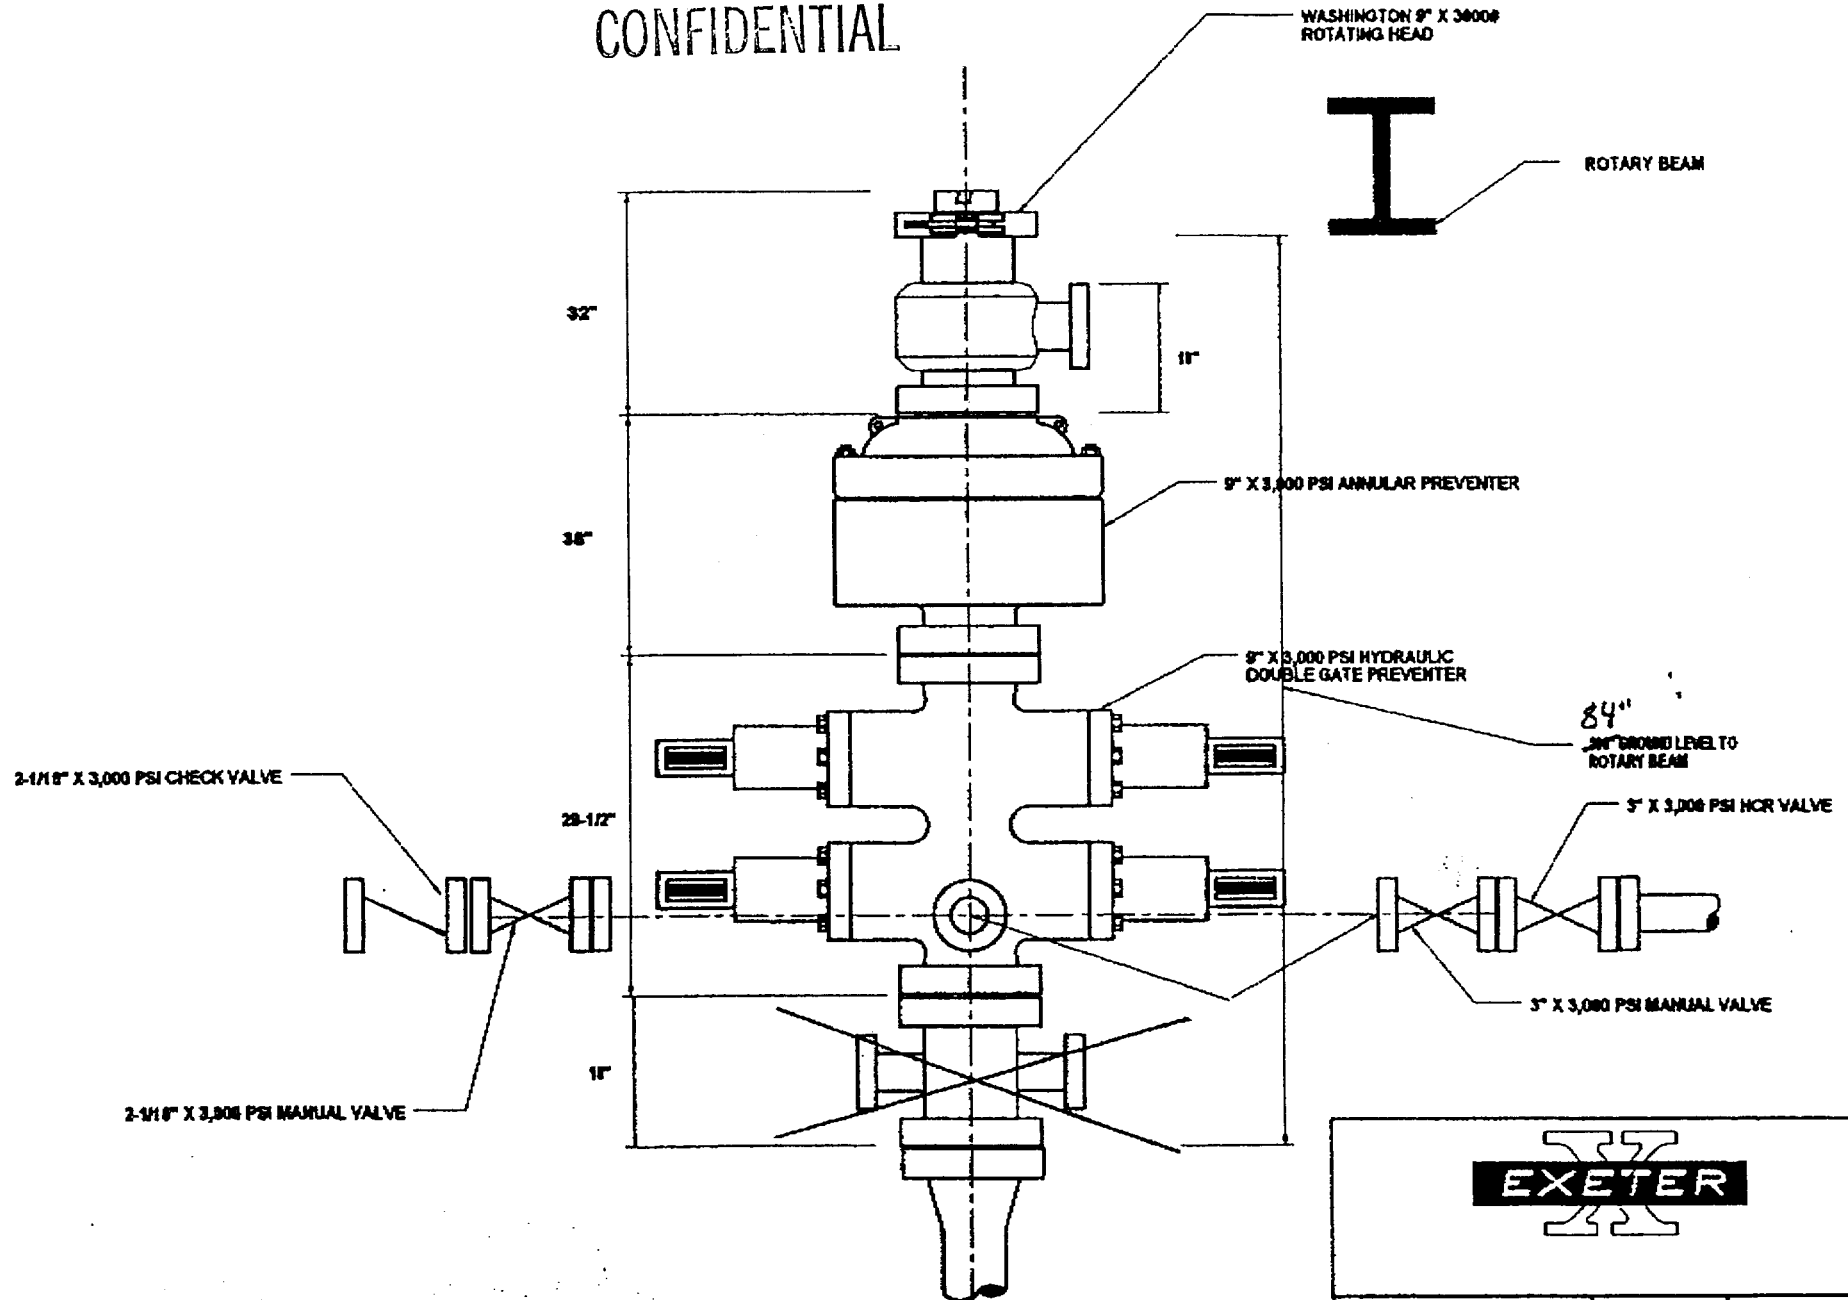 CONFIDENTIAL
WASHINGTON 9" X 3000#
ROTATING HEAD
ROTARY BEAM
32"
9" X 3,000 PSI ANNULAR PREVENTER
9" X 3,000 PSI HYDRAULIC
DOUBLE GATE PREVENTER
84"
GROUND LEVEL TO
ROTARY BEAM
2-1/16" X 3,000 PSI CHECK VALVE
3" X 3,000 PSI HCR VALVE
29-1/2"
3" X 3,000 PSI MANUAL VALVE
2-1/16" X 3,000 PSI MANUAL VALVE
EXETER